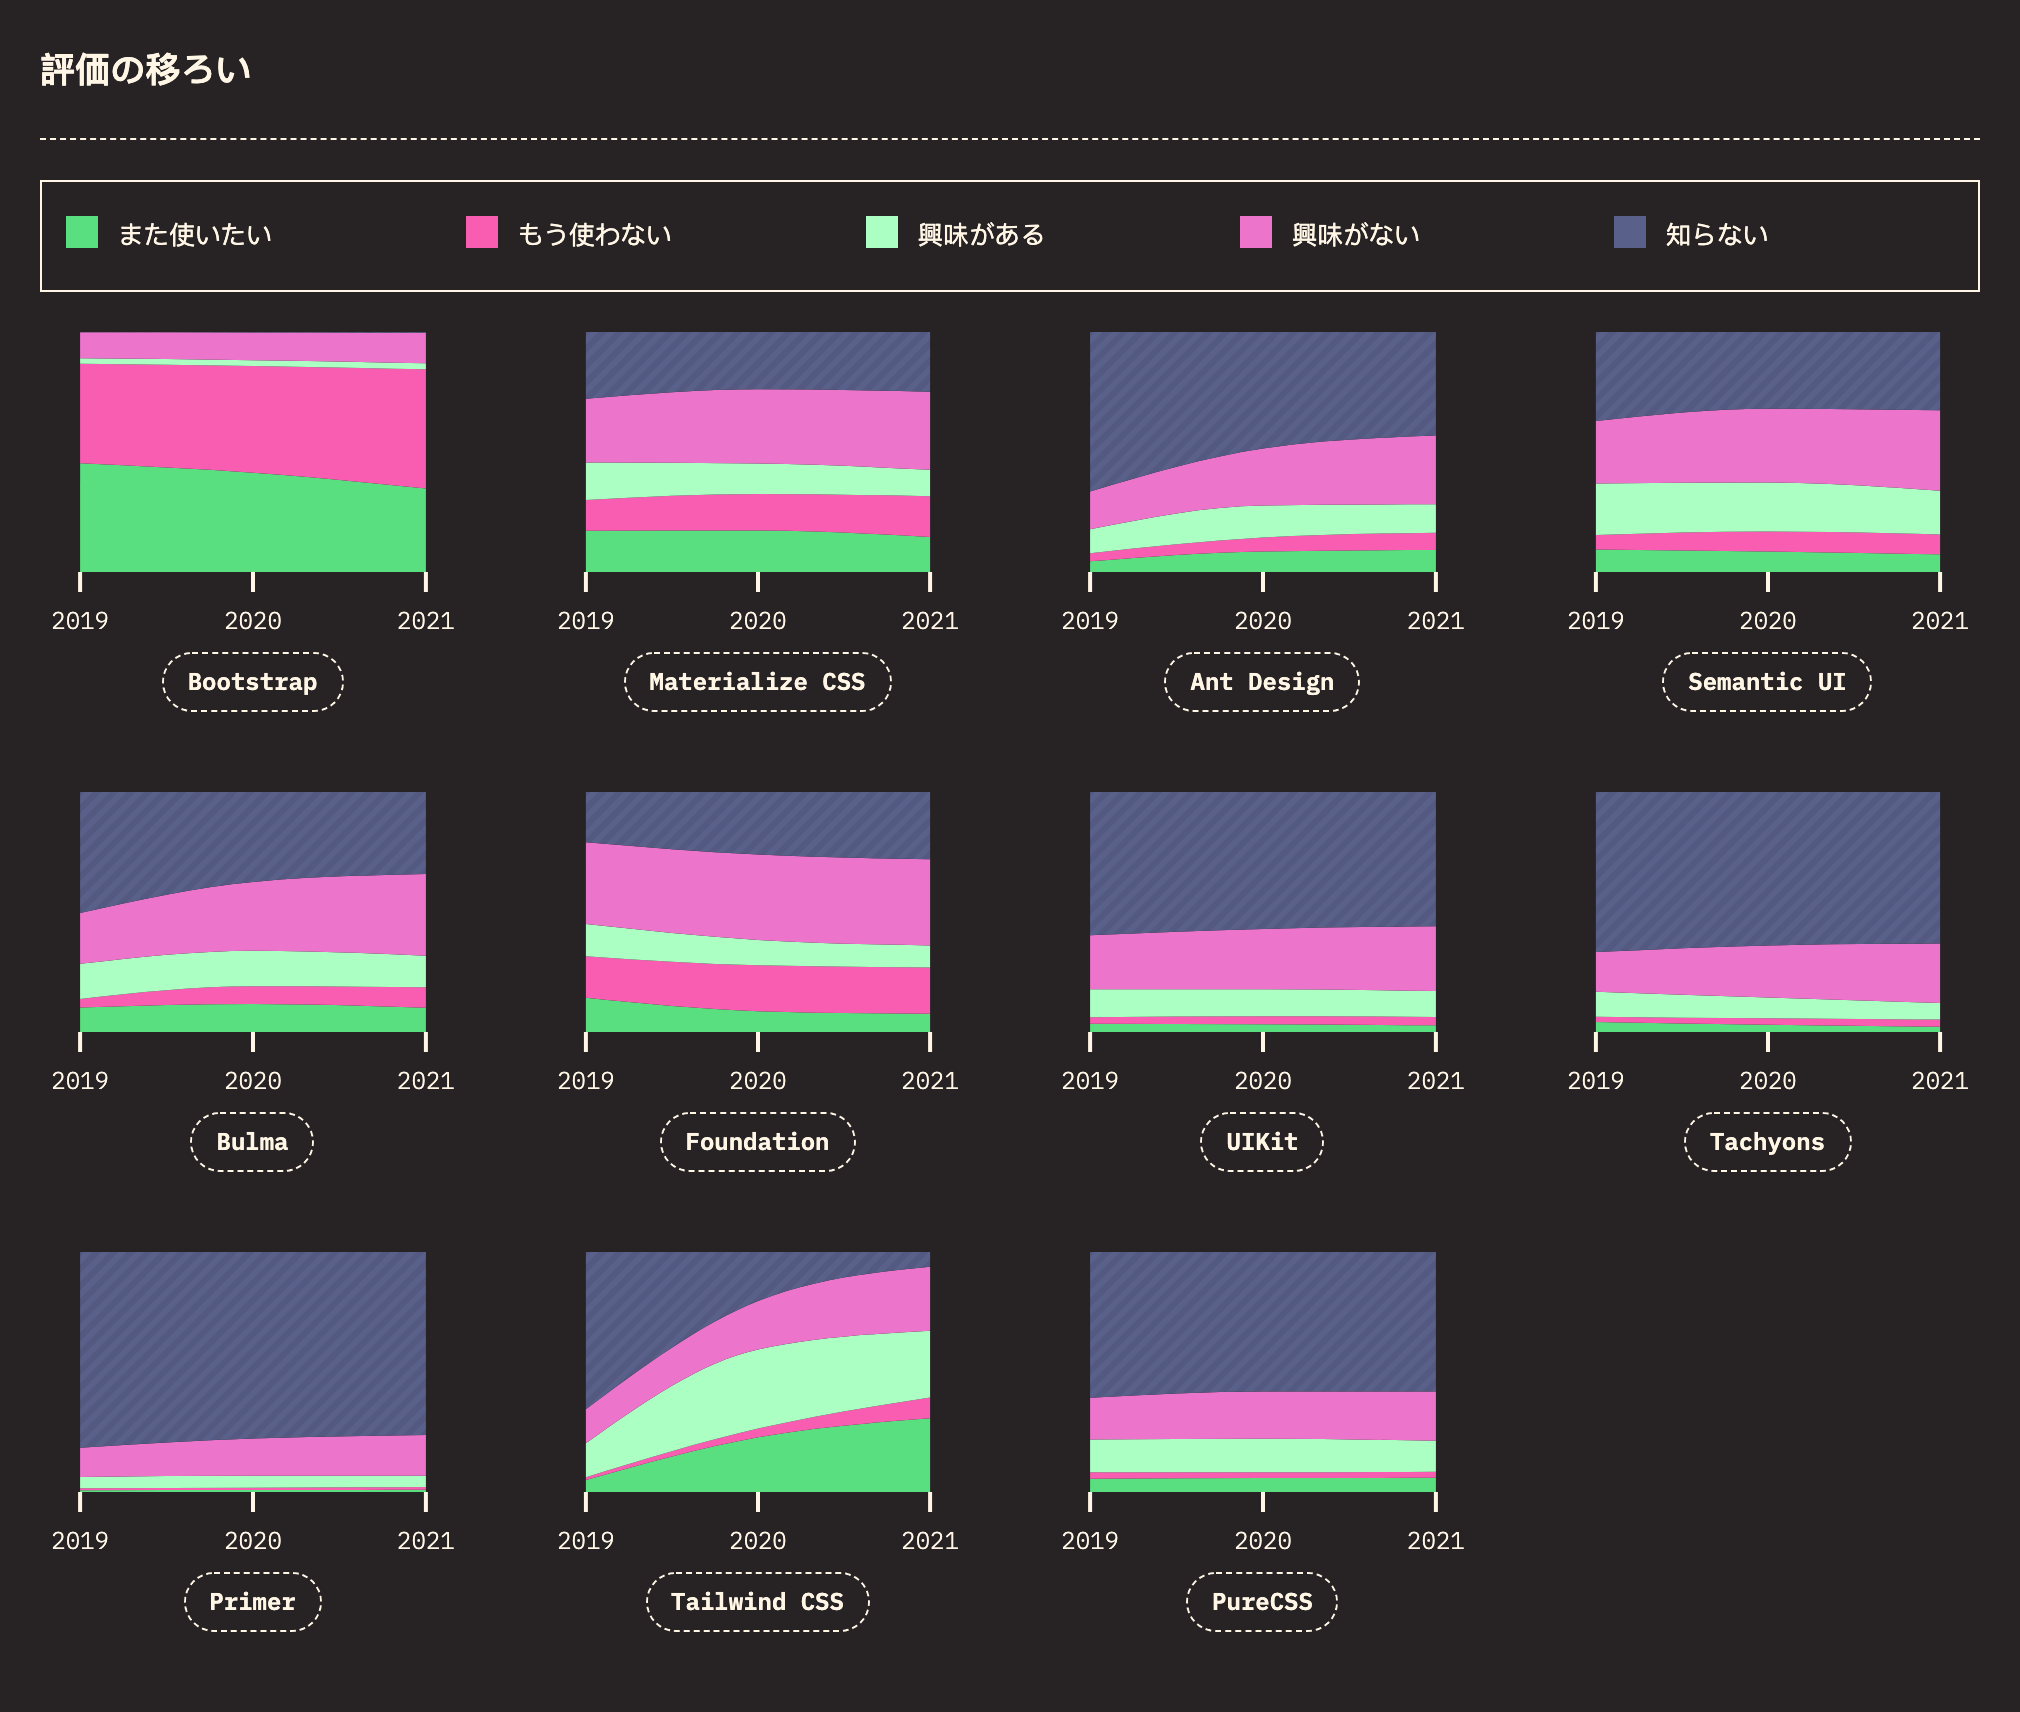 評価の移ろい
また使いたい もう使わない 興味がある 興味がない 知らない
2019 2020 2021 2019 2020 2021 2019 2020 2021 2019 2020 2021
Bootstrap Materialize CSS Ant Design Semantic UI
2019 2020 2021 2019 2020 2021 2019 2020 2021 2019 2020 2021
Bulma Foundation UIKit Tachyons
2019 2020 2021 2019 2020 2021 2019 2020 2021
Primer Tailwind CSS PureCSS